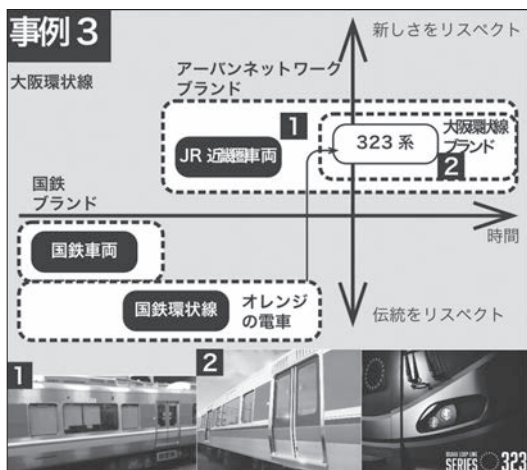 事例 3
新しさをリスペクト
大阪環状線
アーバンネットワーク
ブランド
1
JR 近畿圏車両
323 系
大阪環状線
ブランド
2
国鉄
ブランド
時間
国鉄車両
国鉄環状線
オレンジ
の電車
伝統をリスペクト
1
2
OSAKA LOOP LINE
SERIES 323